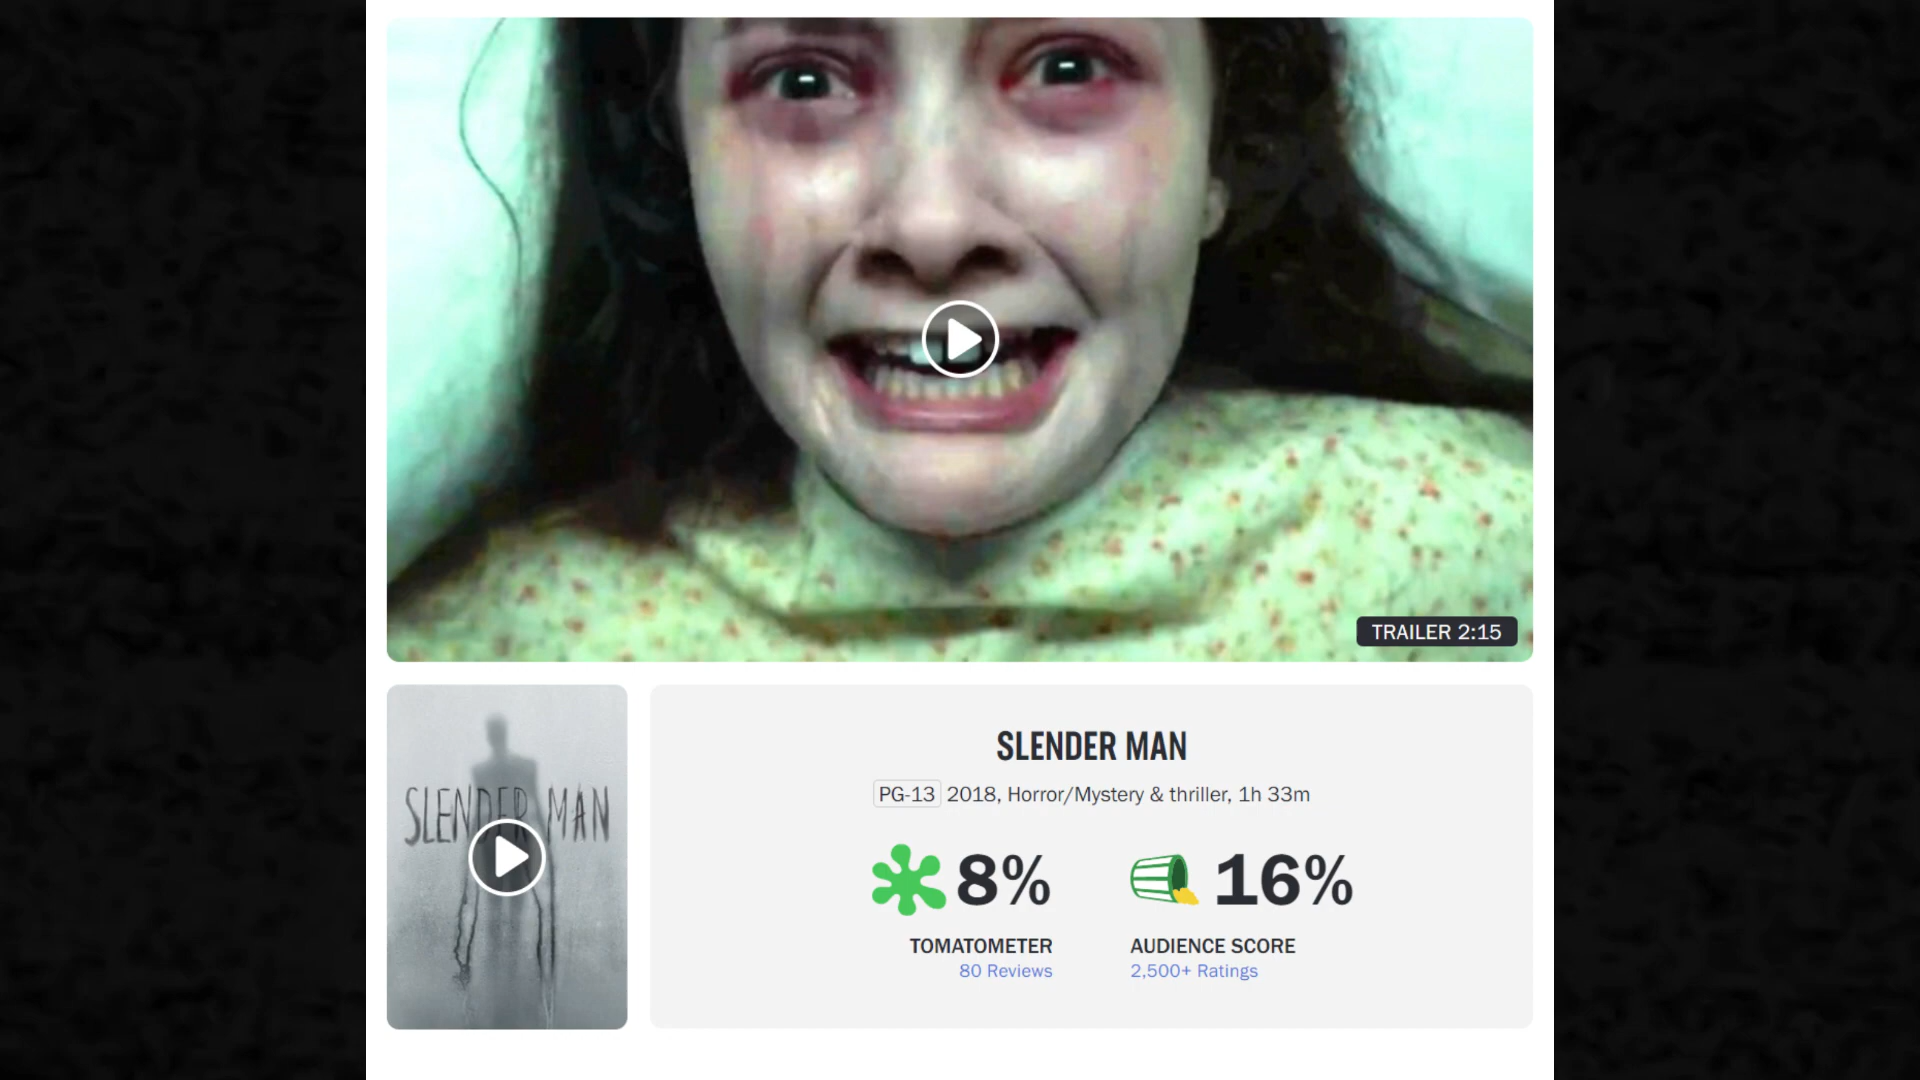 TRAILER 2:15
SLENDER MAN
SLENDER MAN
PG-13 2018, Horror/Mystery & thriller, 1h 33m
8% 16%
TOMATOMETER AUDIENCE SCORE
80 Reviews 2,500+ Ratings